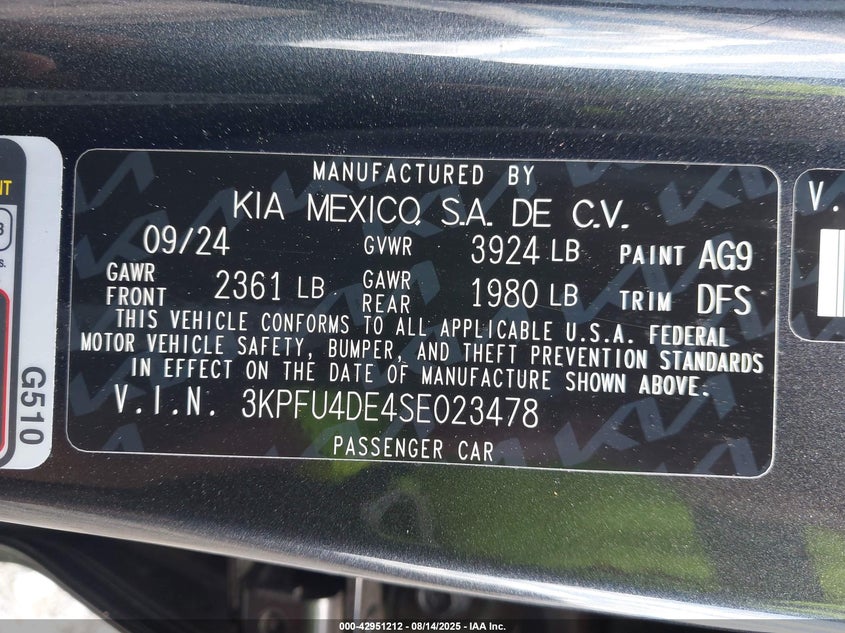 MANUFACTURED BY
KIA MEXICO, S.A. DE C.V.
09/24 GVWR 3924 LB PAINT AG9
GAWR FRONT 2361 LB GAWR REAR 1980 LB TRIM DFS
THIS VEHICLE CONFORMS TO ALL APPLICABLE U.S.A. FEDERAL
MOTOR VEHICLE SAFETY, BUMPER, AND THEFT PREVENTION STANDARDS
IN EFFECT ON THE DATE OF MANUFACTURE SHOWN ABOVE.
V.I.N. 3KPFU4DE4SE023478
PASSENGER CAR
G510
V.
000-42951212 - 08/14/2025 - IAA Inc.